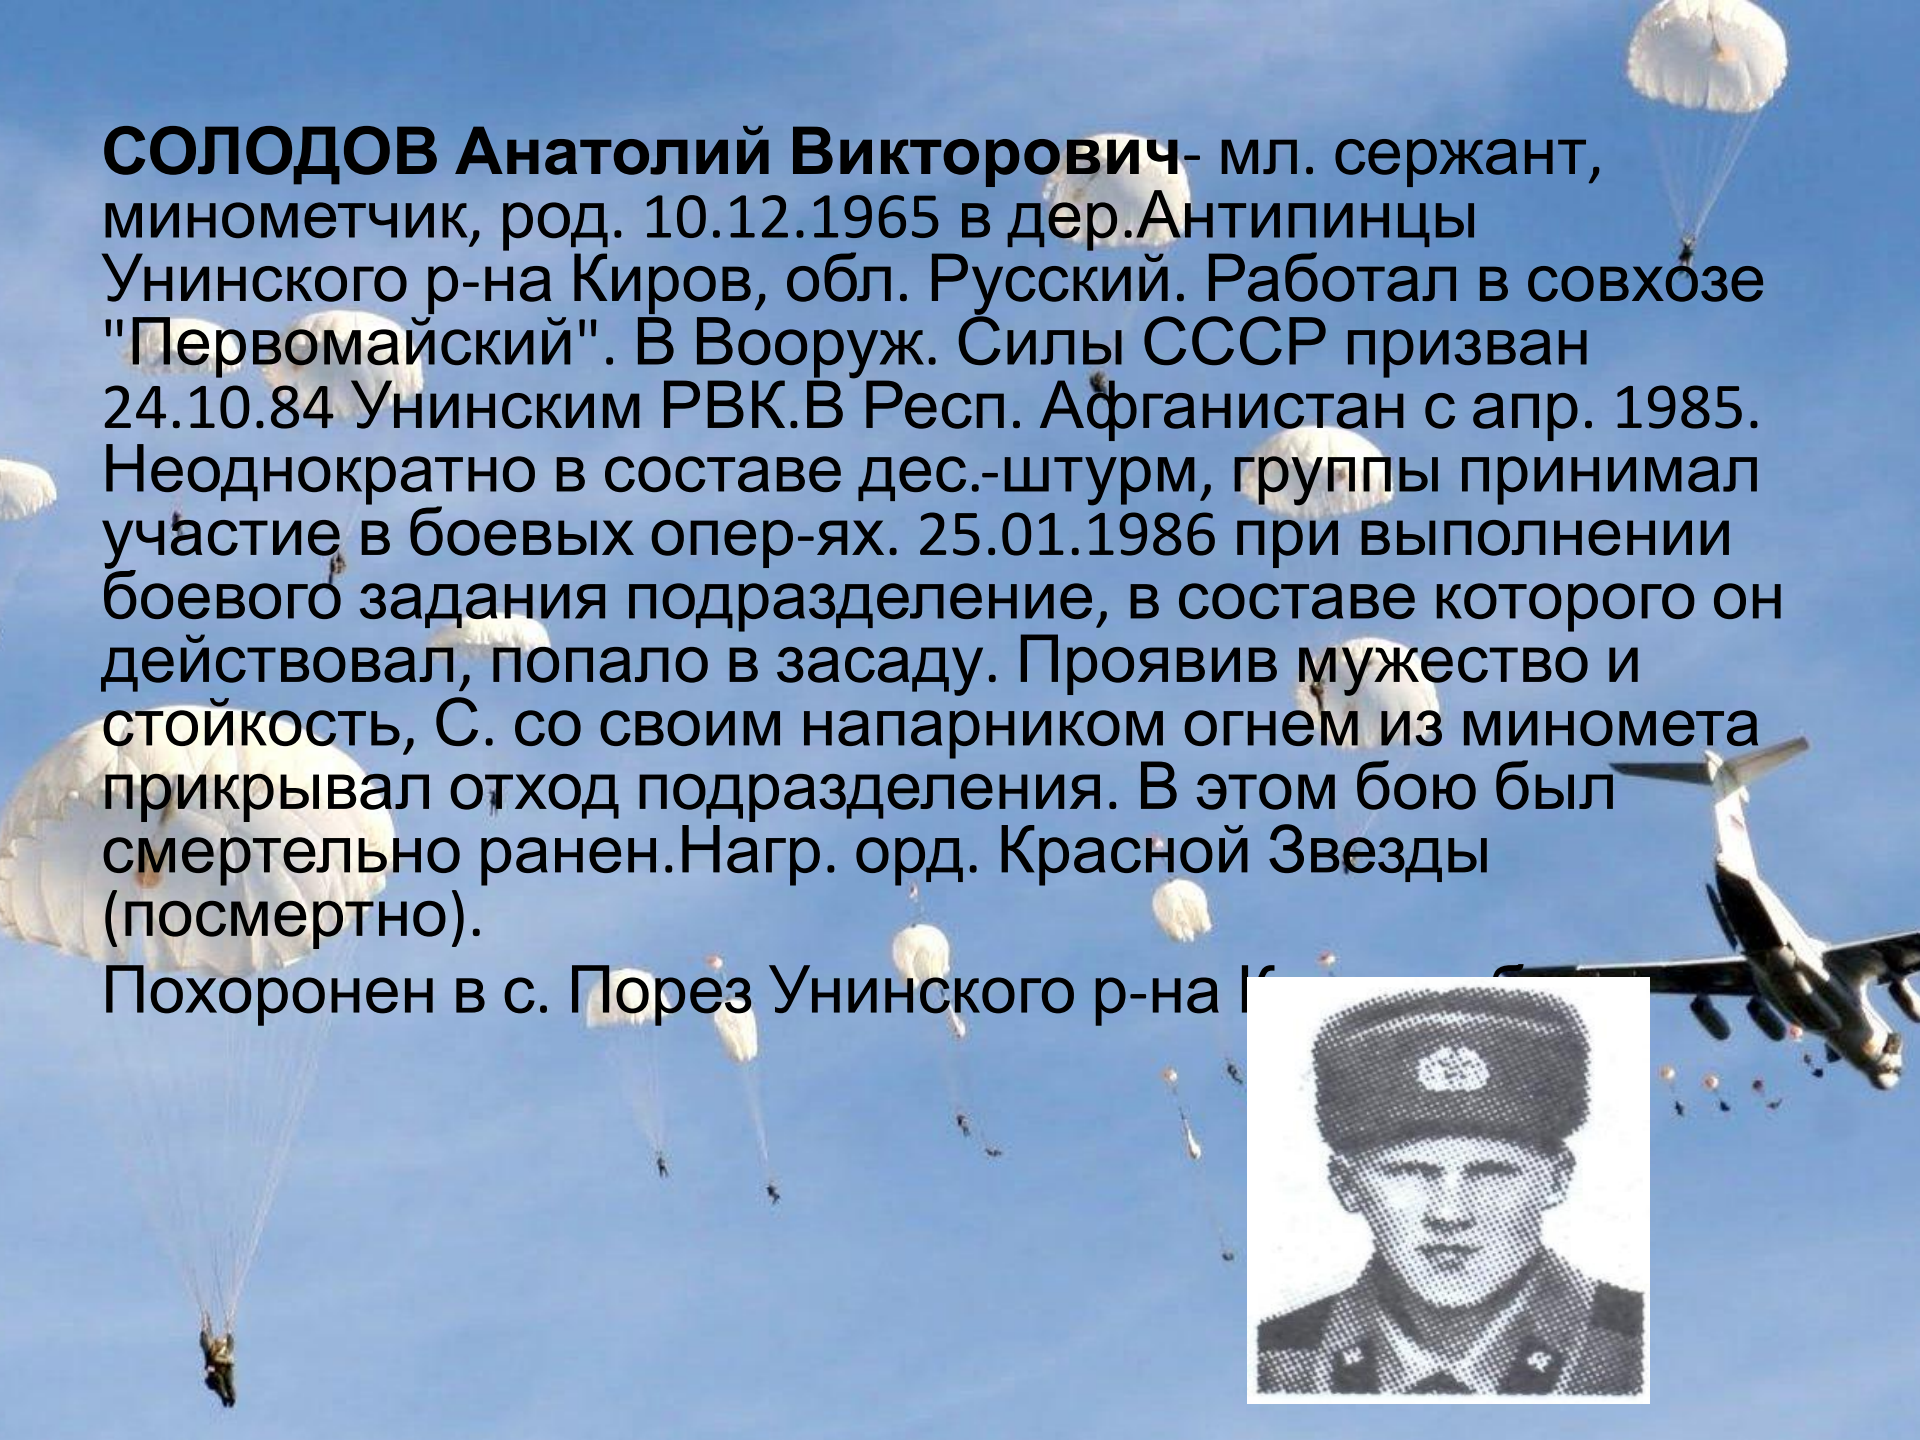 СОЛОДОВ Анатолий Викторович- мл. сержант,
минометчик, род. 10.12.1965 в дер.Антипинцы
Унинского р-на Киров, обл. Русский. Работал в совхозе
"Первомайский". В Вооруж. Силы СССР призван
24.10.84 Унинским РВК.В Респ. Афганистан с апр. 1985.
Неоднократно в составе дес.-штурм, группы принимал
участие в боевых опер-ях. 25.01.1986 при выполнении
боевого задания подразделение, в составе которого он
действовал, попало в засаду. Проявив мужество и
стойкость, С. со своим напарником огнем из миномета
прикрывал отход подразделения. В этом бою был
смертельно ранен.Нагр. орд. Красной Звезды
(посмертно).
Похоронен в с. Порез Унинского р-на